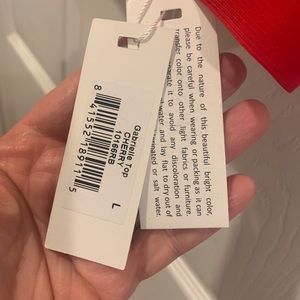 Gabrielle Top
CHERRY
L
Due to the nature of this beautiful bright color,
please be careful when wearing or packing as it can
transfer color onto other light fabrics or furniture.
it to avoid any discoloration and
water, and lay flat to dry out of
or salt water.